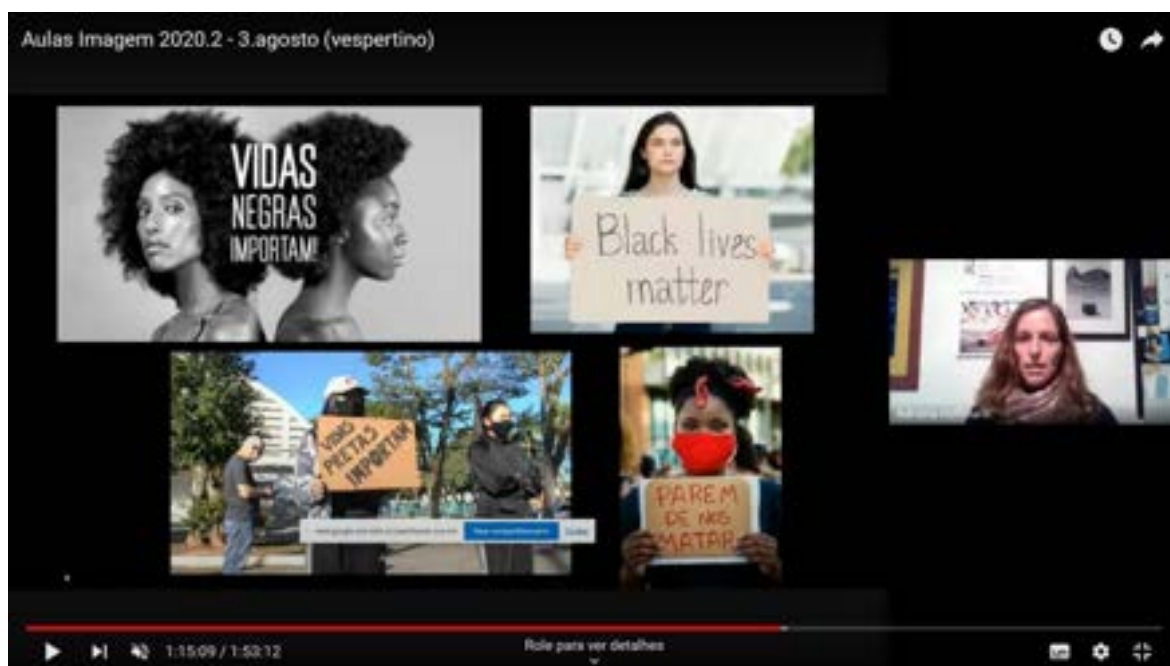 Aulas Imagem 2020.2 - 3.agosto (vespertino)
VIDAS
NEGRAS
IMPORTAM!
Black lives
matter
VIDAS
PRETAS
IMPORTAM
PAREM
DE NOS
MATAR
1:15:09 / 1:53:12
Role para ver detalhes